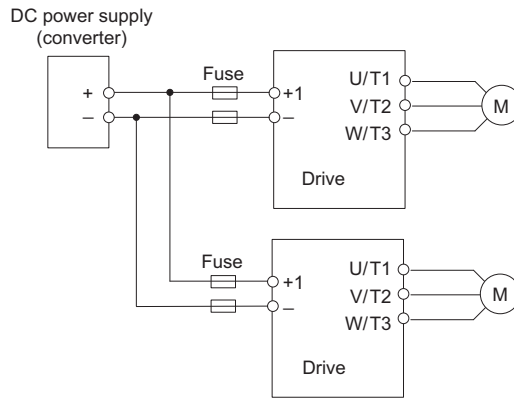 DC power supply
(converter)
+
–
Fuse
+1
–
U/T1
V/T2
W/T3
M
Drive
Fuse
+1
–
U/T1
V/T2
W/T3
M
Drive